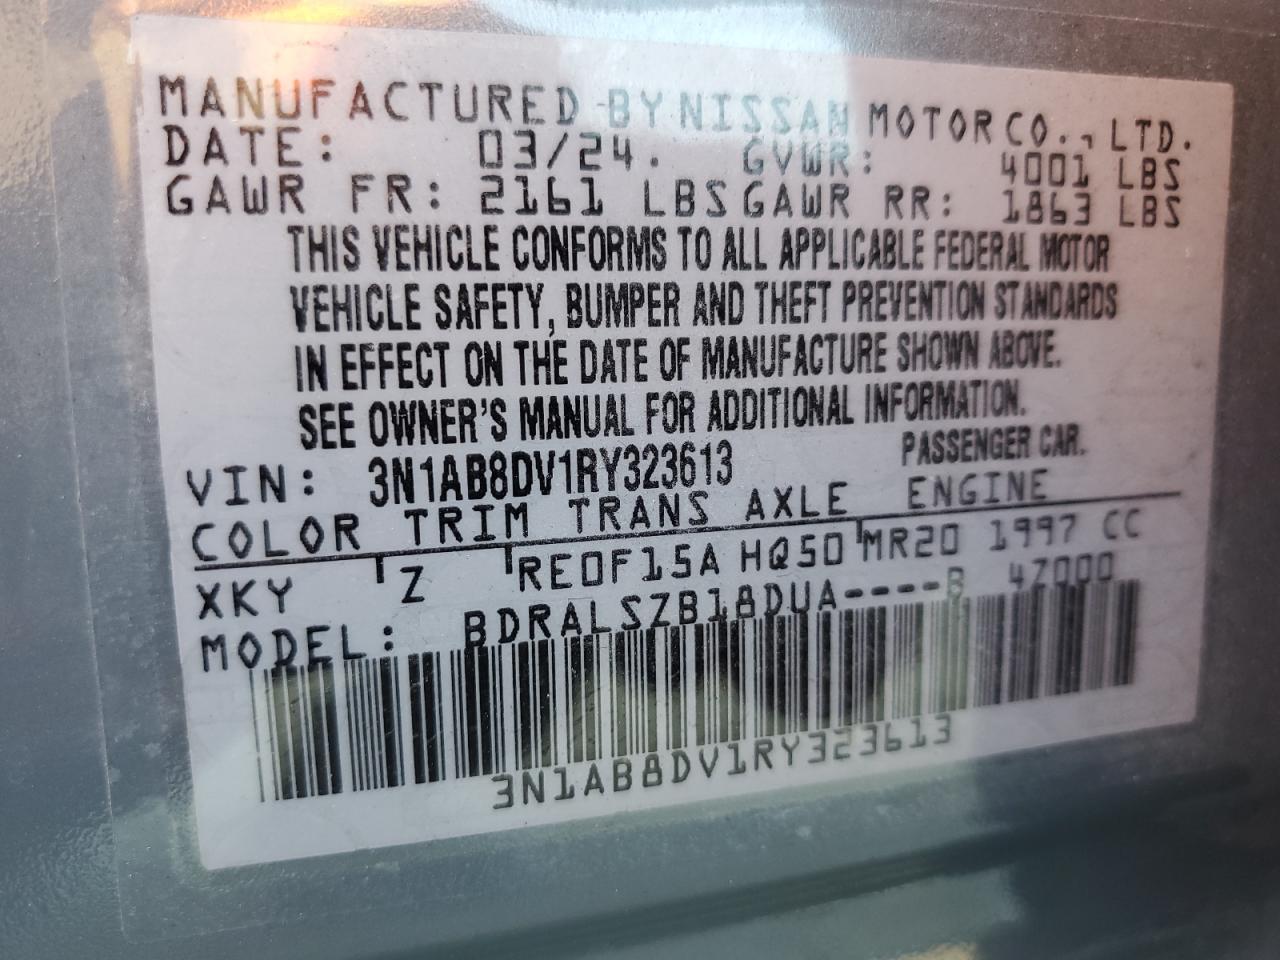 MANUFACTURED BY NISSAN MOTOR CO., LTD.
DATE: 03/24. GVWR: 4001 LBS
GAWR FR: 2161 LBS GAWR RR: 1863 LBS
THIS VEHICLE CONFORMS TO ALL APPLICABLE FEDERAL MOTOR
VEHICLE SAFETY, BUMPER AND THEFT PREVENTION STANDARDS
IN EFFECT ON THE DATE OF MANUFACTURE SHOWN ABOVE.
SEE OWNER'S MANUAL FOR ADDITIONAL INFORMATION.
VIN: 3N1AB8DV1RY323613 PASSENGER CAR.
COLOR TRIM TRANS AXLE ENGINE
XKY Z RE0F15A HQ50 MR20 1997 CC
MODEL: BDRALSZB18DUA----B 4Z000
3N1AB8DV1RY323613